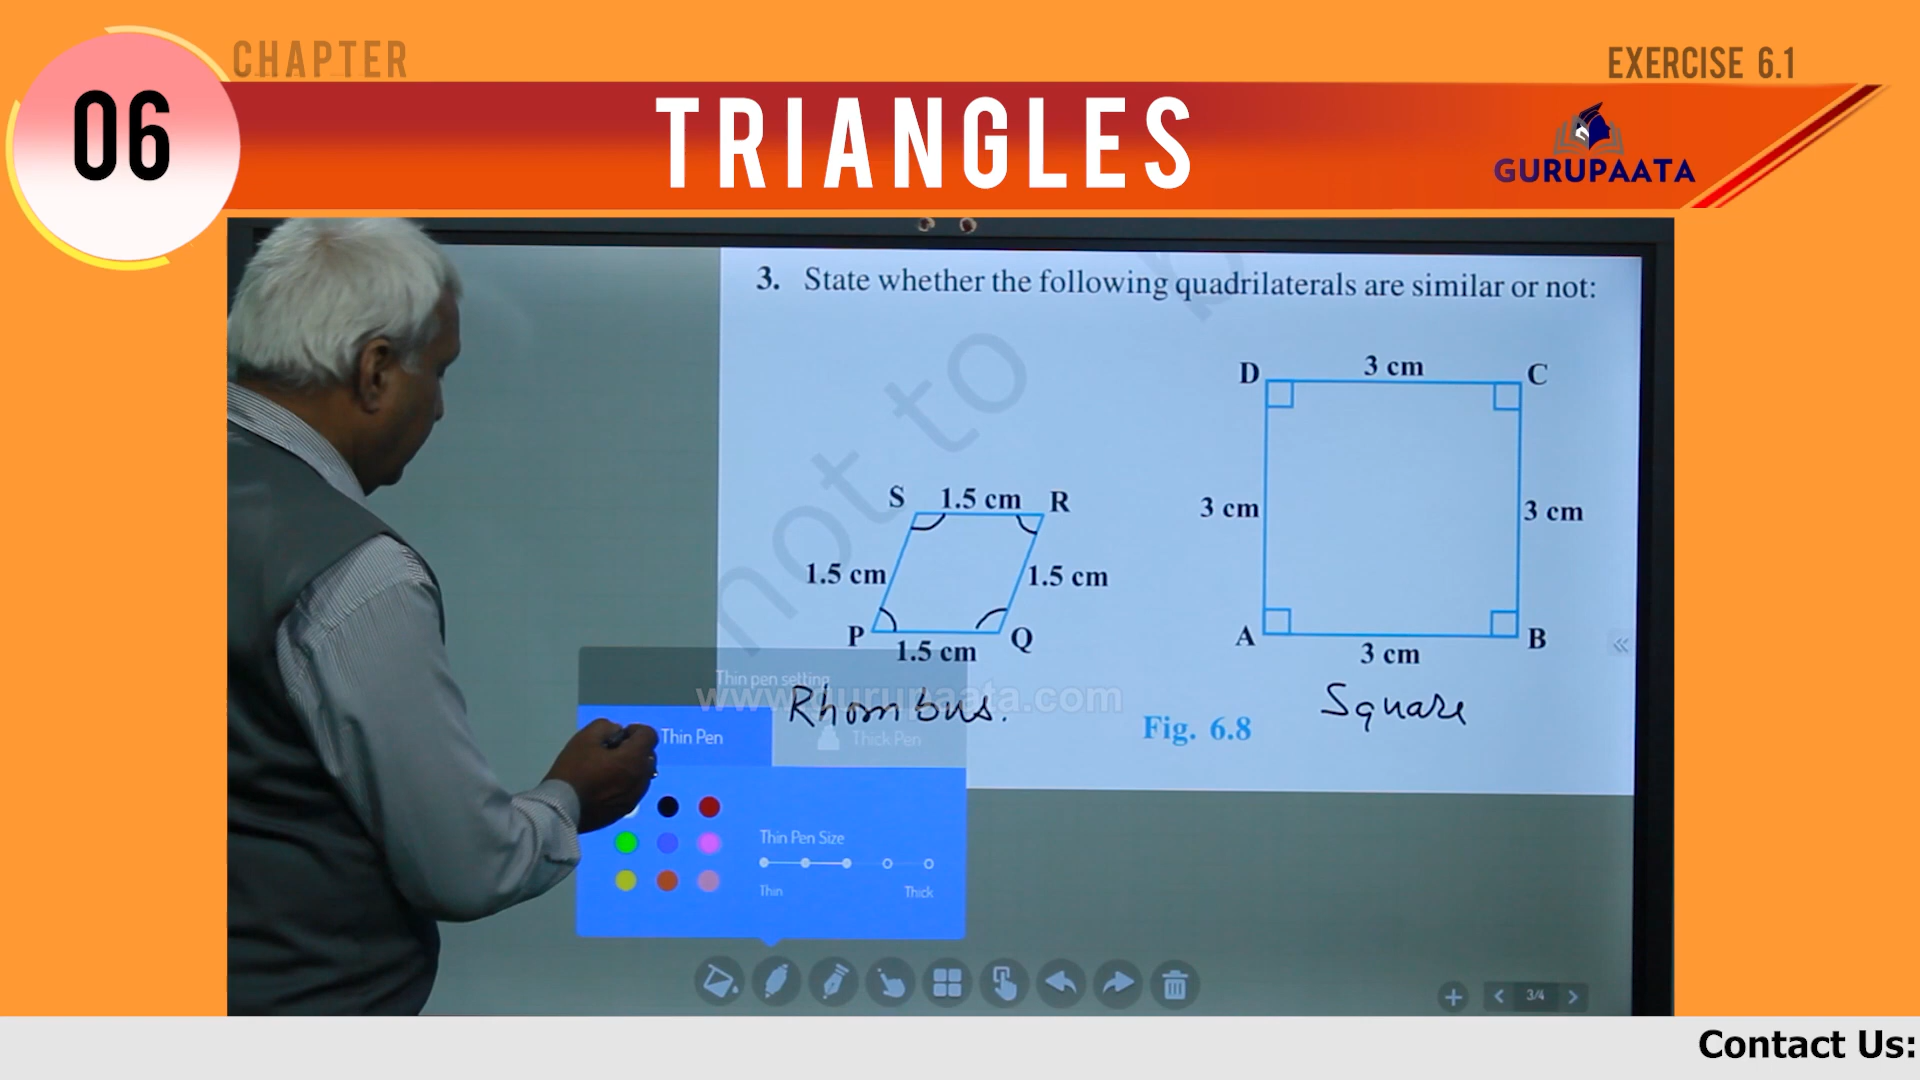 CHAPTER
EXERCISE 6.1
06
TRIANGLES
GURUPAATA
3. State whether the following quadrilaterals are similar or not:
not to b
D 3 cm C
S 1.5 cm R
3 cm
3 cm
1.5 cm
1.5 cm
P 1.5 cm Q
A 3 cm B
Thin pen setting
www.gurupaata.com
Rhombus.
Square
Fig. 6.8
Thin Pen
Thick Pen
Thin Pen Size
Thin Thick
3/4
Contact Us: